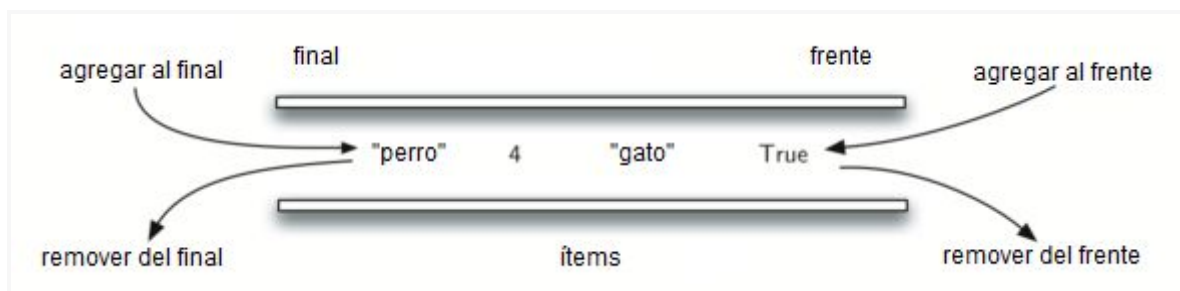 final
frente
agregar al final
agregar al frente
"perro" 4 "gato" True
remover del final
ítems
remover del frente